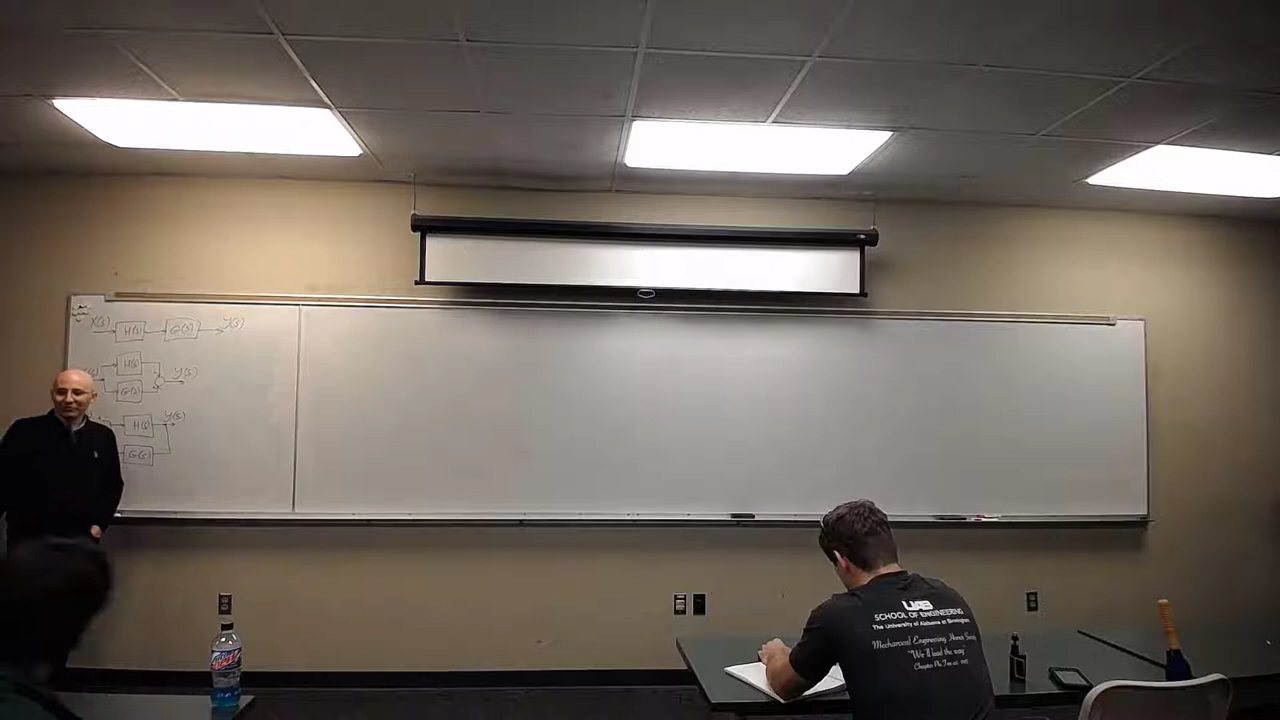 X(s) H(s) G(s) Y(s)
H(s)
G(s) Y(s)
H(s) Y(s)
G(s)
UAB
SCHOOL OF ENGINEERING
The University of Alabama at Birmingham
Mechanical Engineering Honor Society
"We'll lead the way"